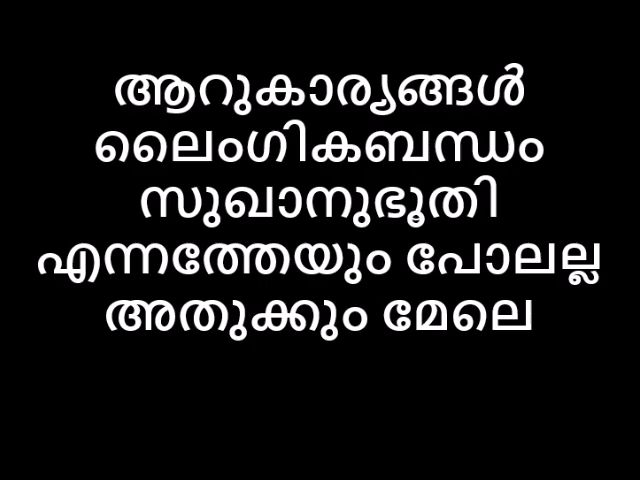 ആറുകാര്യങ്ങൾ
ലൈംഗികബന്ധം
സുഖാനുഭൂതി
എന്നത്തേയും പോലല്ല
അതുക്കും മേലെ